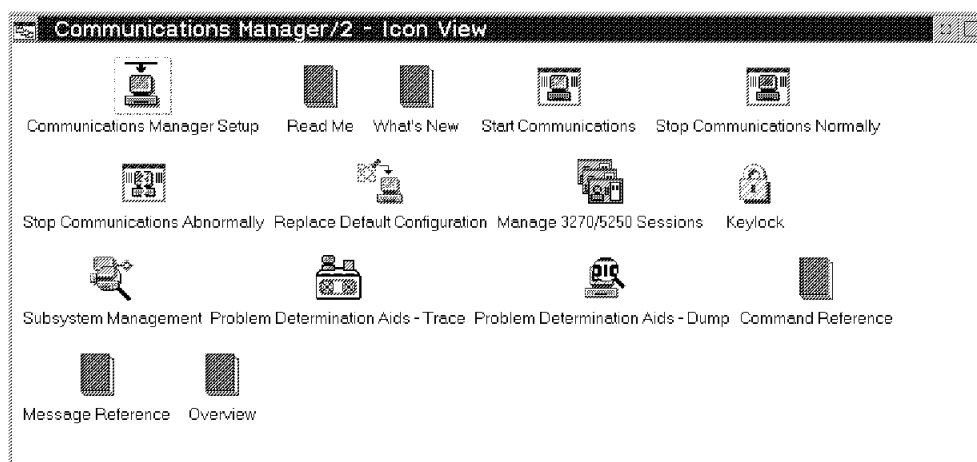 Communications Manager/2 - Icon View
Communications Manager Setup Read Me What's New Start Communications Stop Communications Normally
Stop Communications Abnormally Replace Default Configuration Manage 3270/5250 Sessions Keylock
Subsystem Management Problem Determination Aids - Trace Problem Determination Aids - Dump Command Reference
Message Reference Overview